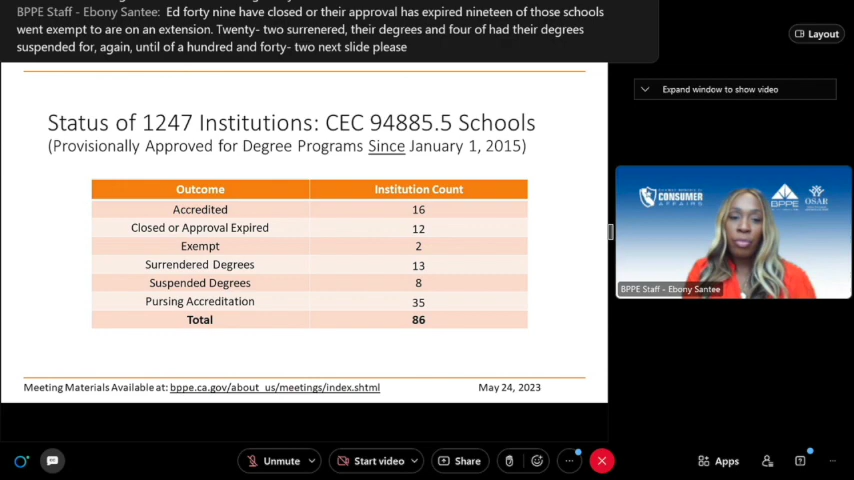 BPPE Staff - Ebony Santee: Ed forty nine have closed or their approval has expired nineteen of those schools
went exempt to are on an extension. Twenty- two surrenered, their degrees and four of had their degrees
suspended for, again, until of a hundred and forty- two next slide please
Layout
Expand window to show video
Status of 1247 Institutions: CEC 94885.5 Schools
(Provisionally Approved for Degree Programs Since January 1, 2015)
Outcome Institution Count
Accredited 16
Closed or Approval Expired 12
Exempt 2
Surrendered Degrees 13
Suspended Degrees 8
Pursing Accreditation 35
Total 86
CONSUMER
AFFAIRS
BPPE
OSAR
BPPE Staff - Ebony Santee
Meeting Materials Available at: bppe.ca.gov/about_us/meetings/index.shtml May 24, 2023
Unmute
Start video
Share
Apps